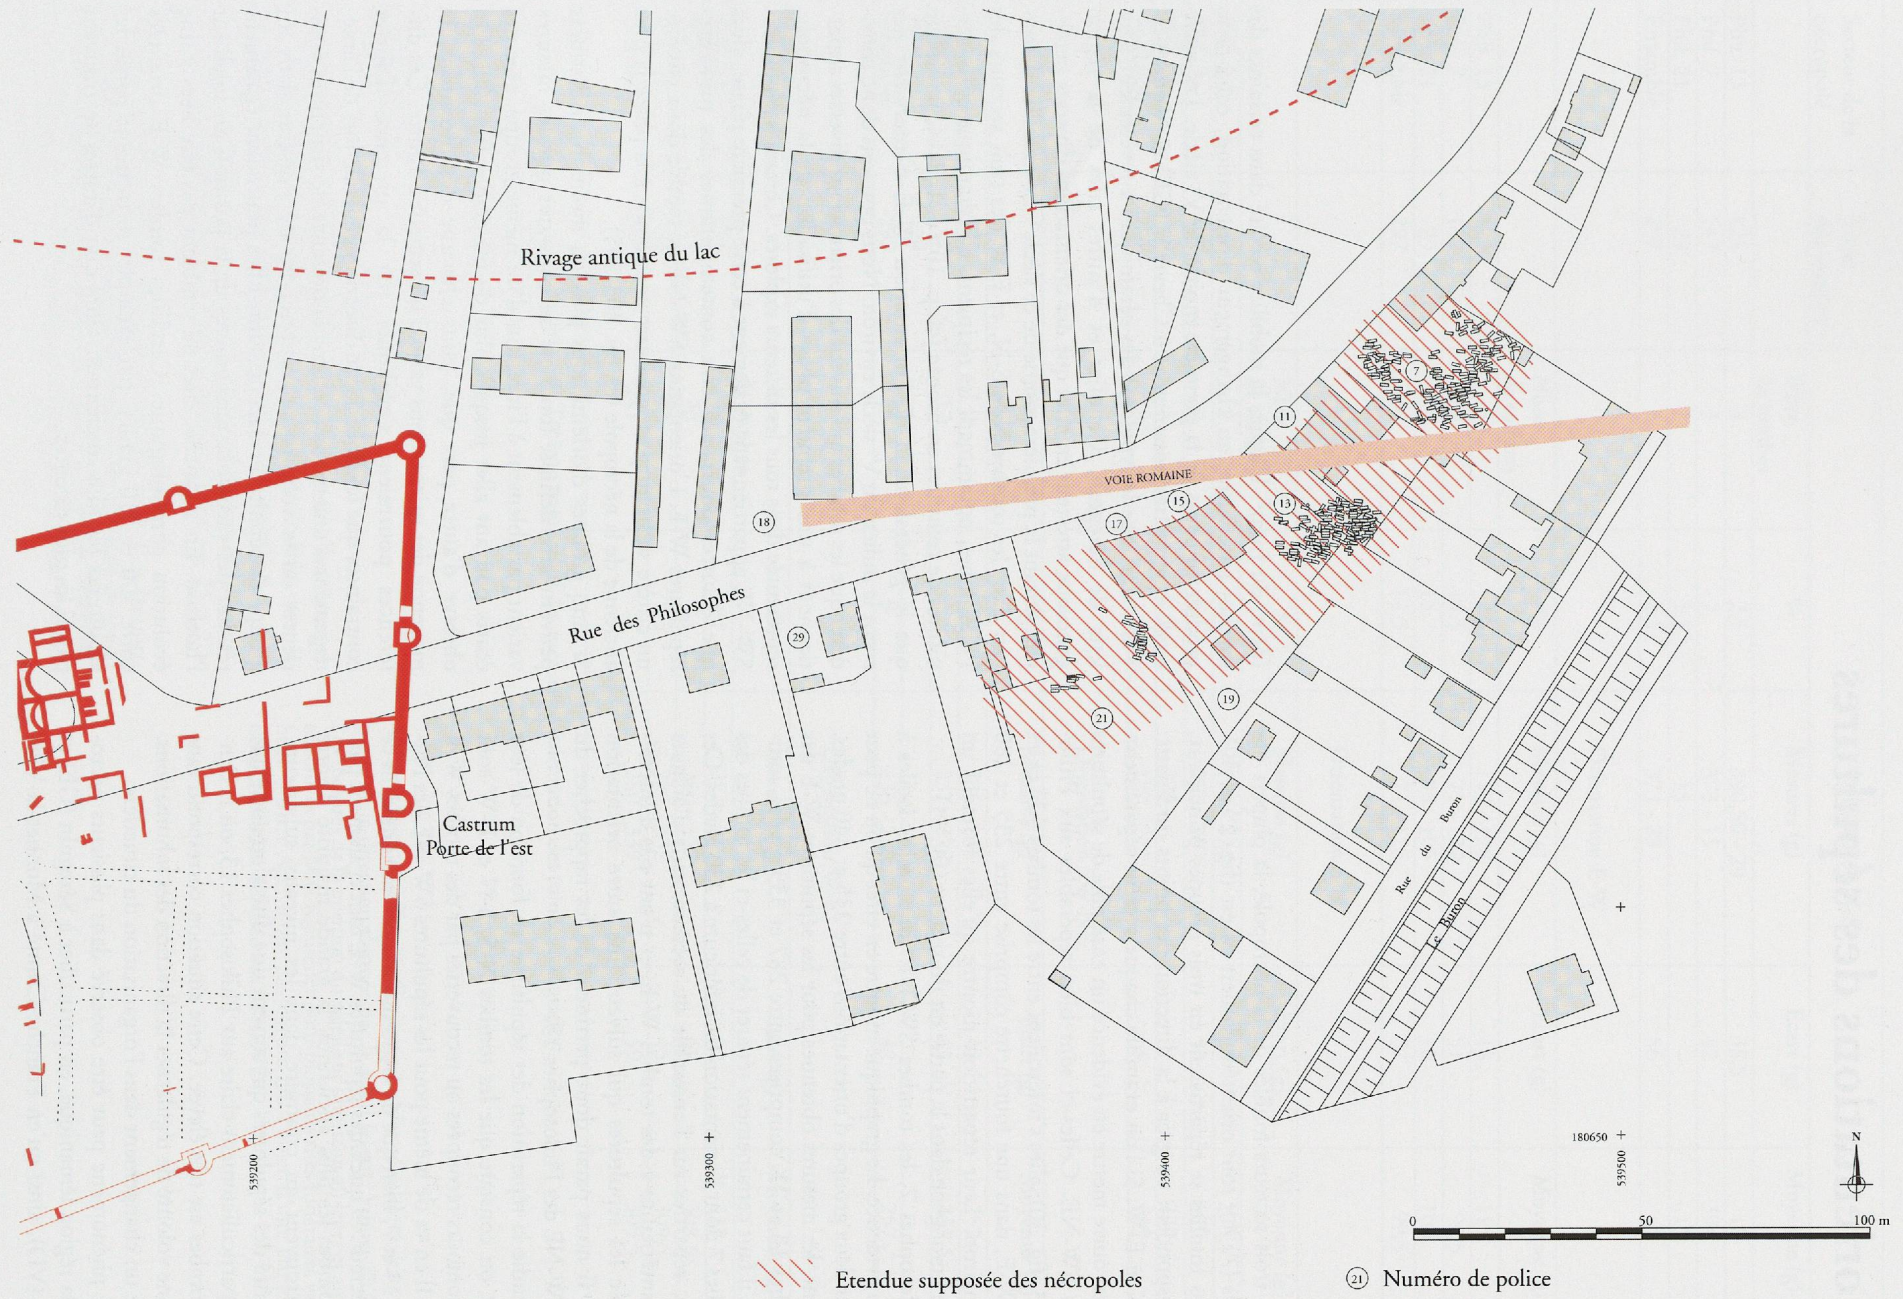 Rivage antique du lac
7
11
VOIE ROMAINE
15
13
18
17
Rue des Philosophes
29
19
21
Castrum
Porte de l'est
Rue du Buron
Le Buron
180650
N
539200
539300
539400
539500
0 50 100 m
Etendue supposée des nécropoles
21 Numéro de police